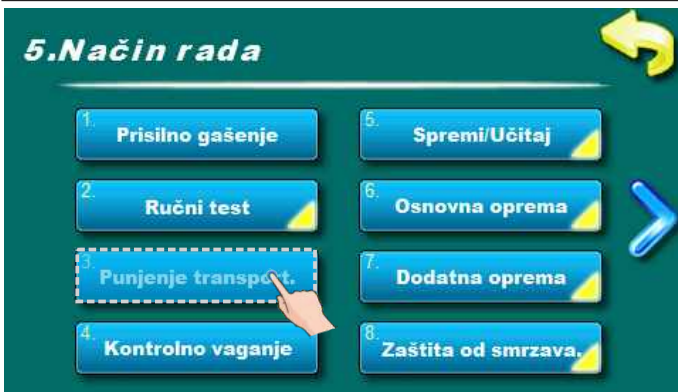 5.Način rada
1.
Prisilno gašenje
2.
Ručni test
3.
Punjenje transport.
4.
Kontrolno vaganje
5.
Spremi/Učitaj
6.
Osnovna oprema
7.
Dodatna oprema
8.
Zaštita od smrzava.